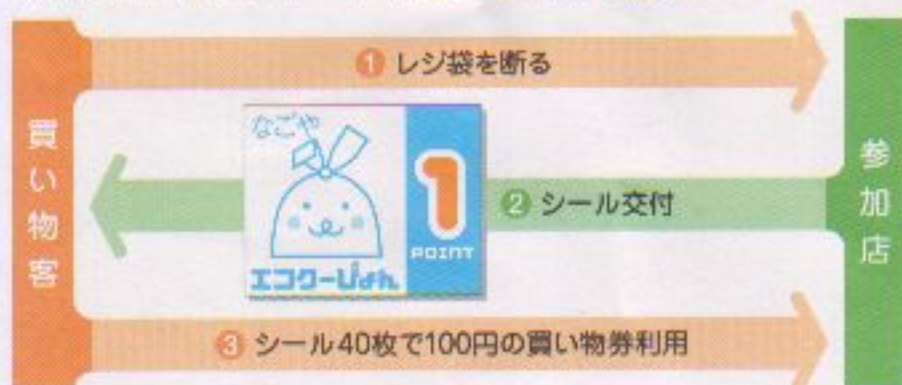 買い物客
① レジ袋を断る
なごや
エコクーぴょん
1
POINT
② シール交付
③ シール40枚で100円の買い物券利用
参加店